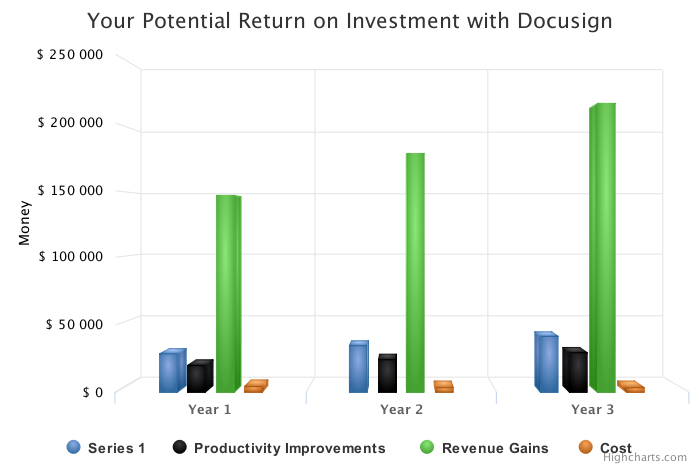 Your Potential Return on Investment with Docusign
$ 250 000
$ 200 000
$ 150 000
$ 100 000
$ 50 000
$ 0
Money
Year 1
Year 2
Year 3
Series 1
Productivity Improvements
Revenue Gains
Cost
Highcharts.com